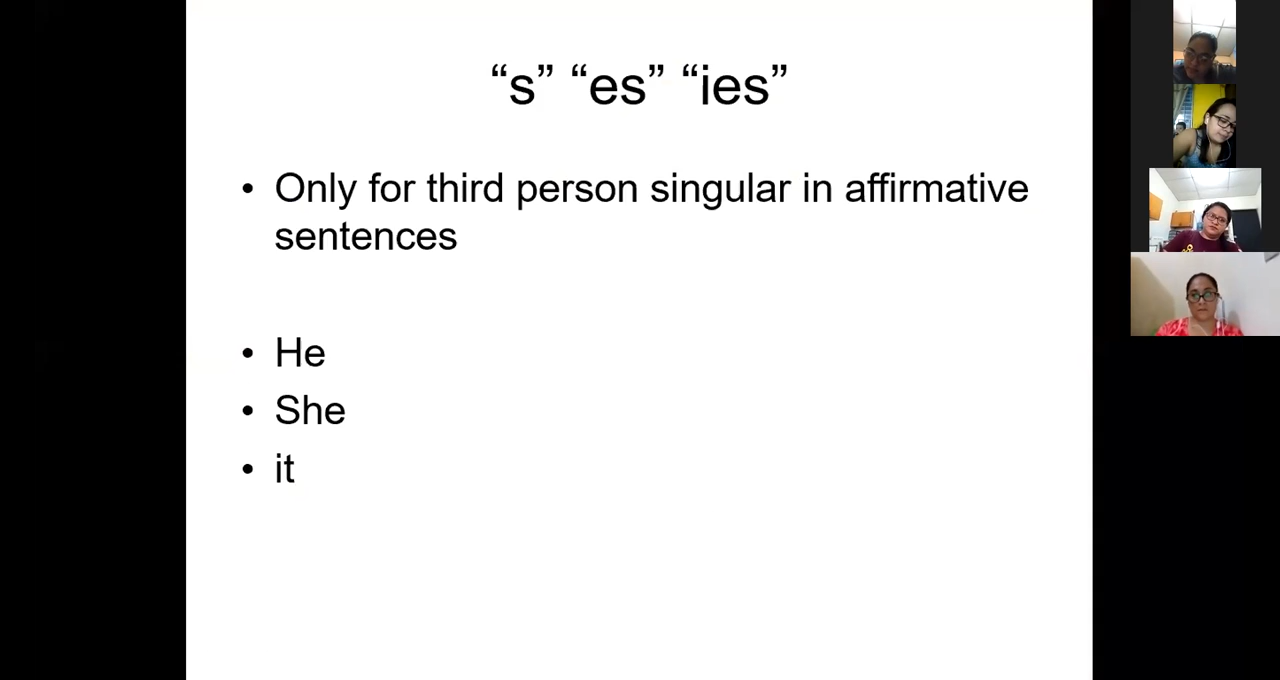 “s” “es” “ies”
• Only for third person singular in affirmative
sentences
• He
• She
• it